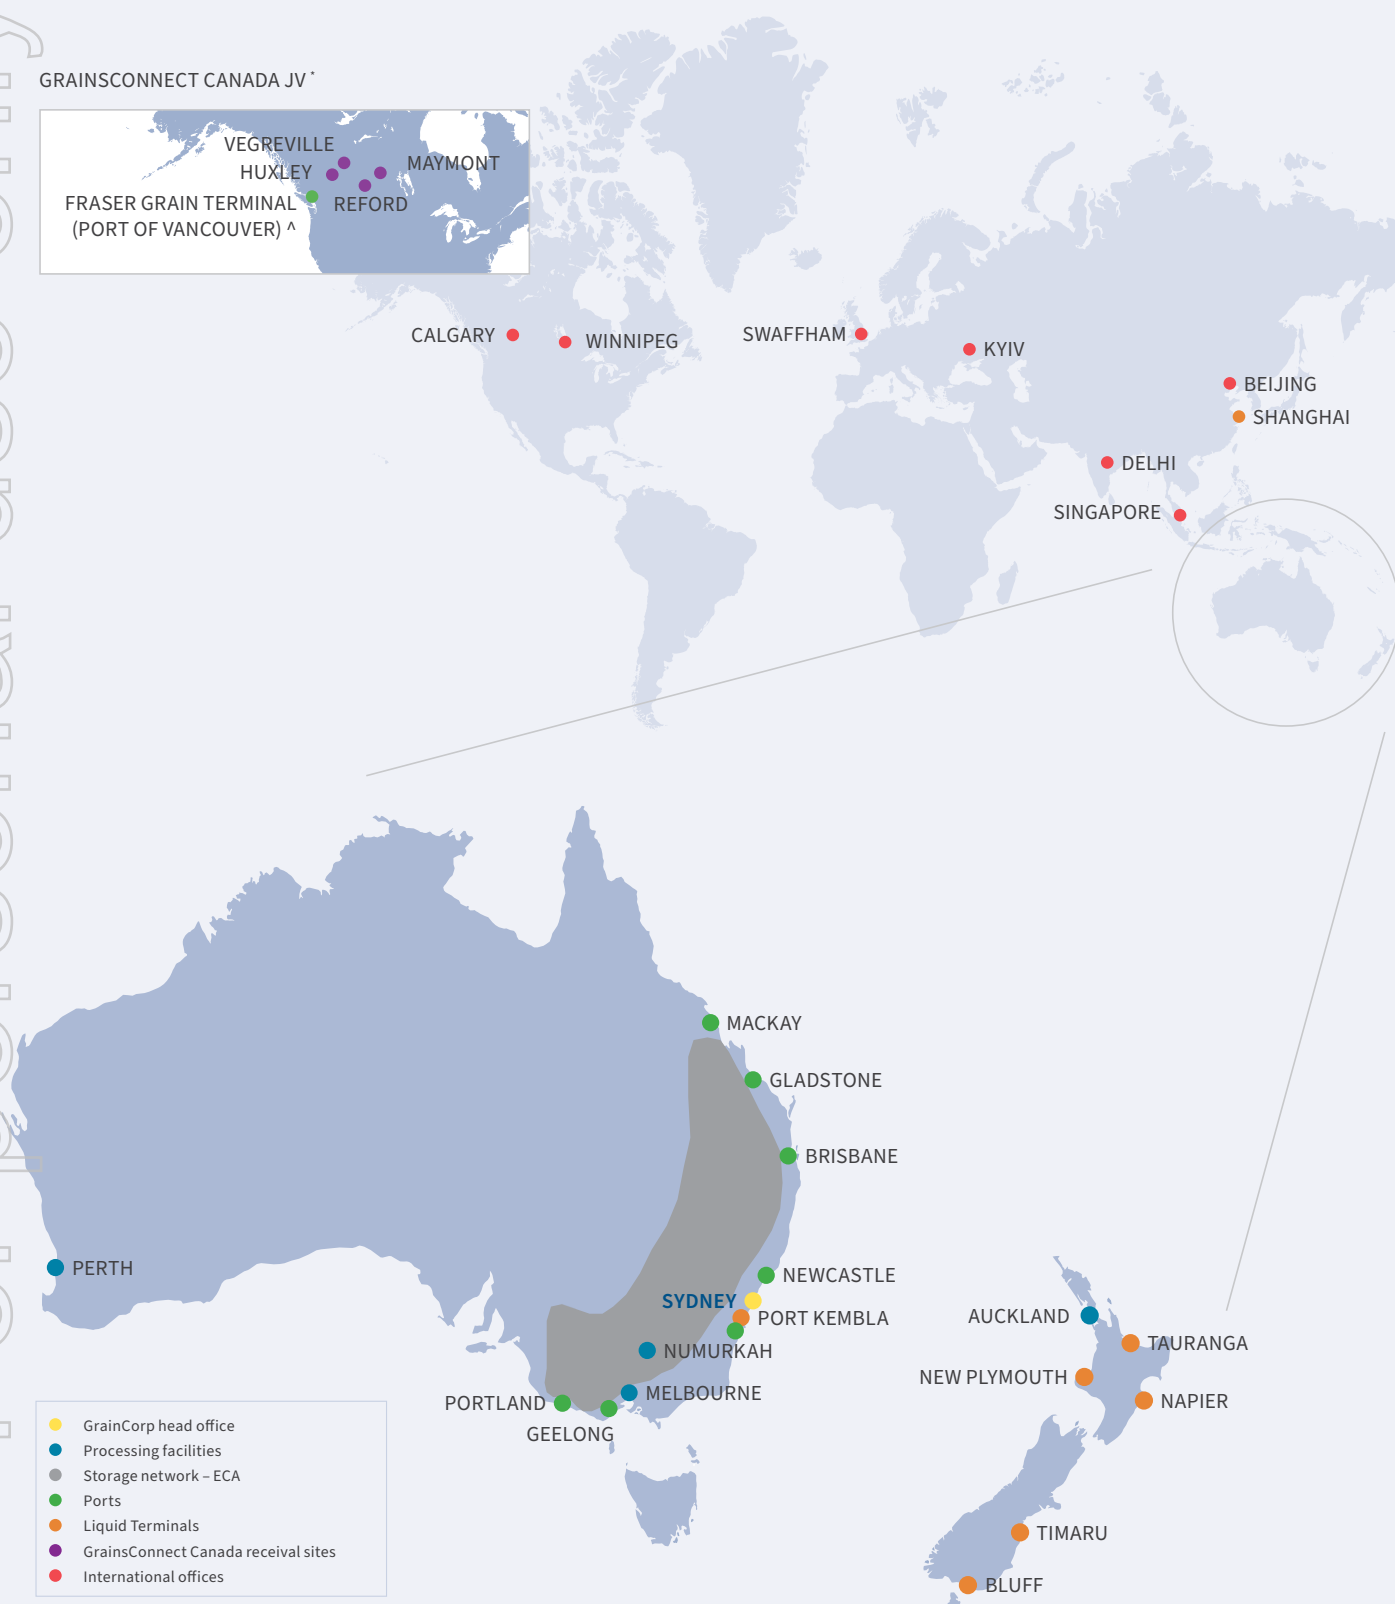 GRAINSCONNECT CANADA JV *
VEGREVILLE
MAYMONT
HUXLEY
FRASER GRAIN TERMINAL
(PORT OF VANCOUVER) ^
REFORD
CALGARY
WINNIPEG
SWAFFHAM
KYIV
BEIJING
SHANGHAI
DELHI
SINGAPORE
MACKAY
GLADSTONE
BRISBANE
PERTH
NEWCASTLE
SYDNEY
PORT KEMBLA
NUMURKAH
MELBOURNE
PORTLAND
GEELONG
AUCKLAND
TAURANGA
NEW PLYMOUTH
NAPIER
TIMARU
BLUFF
GrainCorp head office
Processing facilities
Storage network – ECA
Ports
Liquid Terminals
GrainsConnect Canada receival sites
International offices